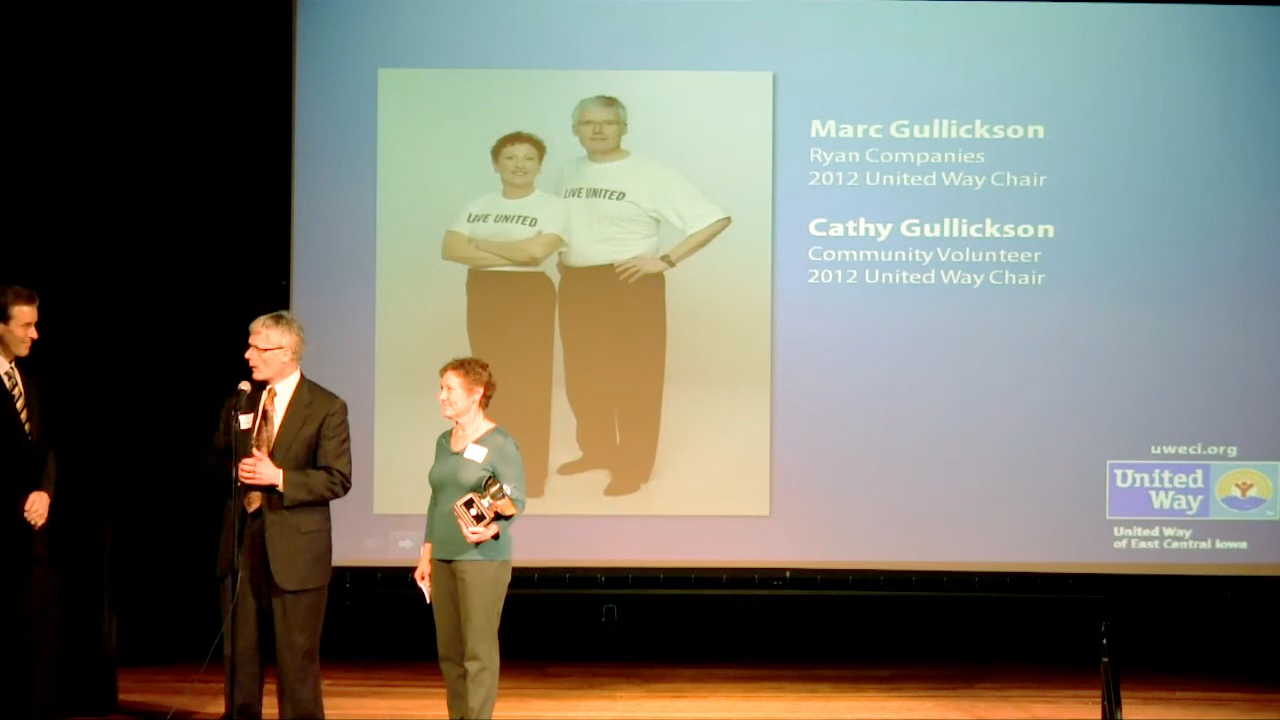 LIVE UNITED
LIVE UNITED
Marc Gullickson
Ryan Companies
2012 United Way Chair
Cathy Gullickson
Community Volunteer
2012 United Way Chair
uweci.org
United
Way
United Way
of East Central Iowa